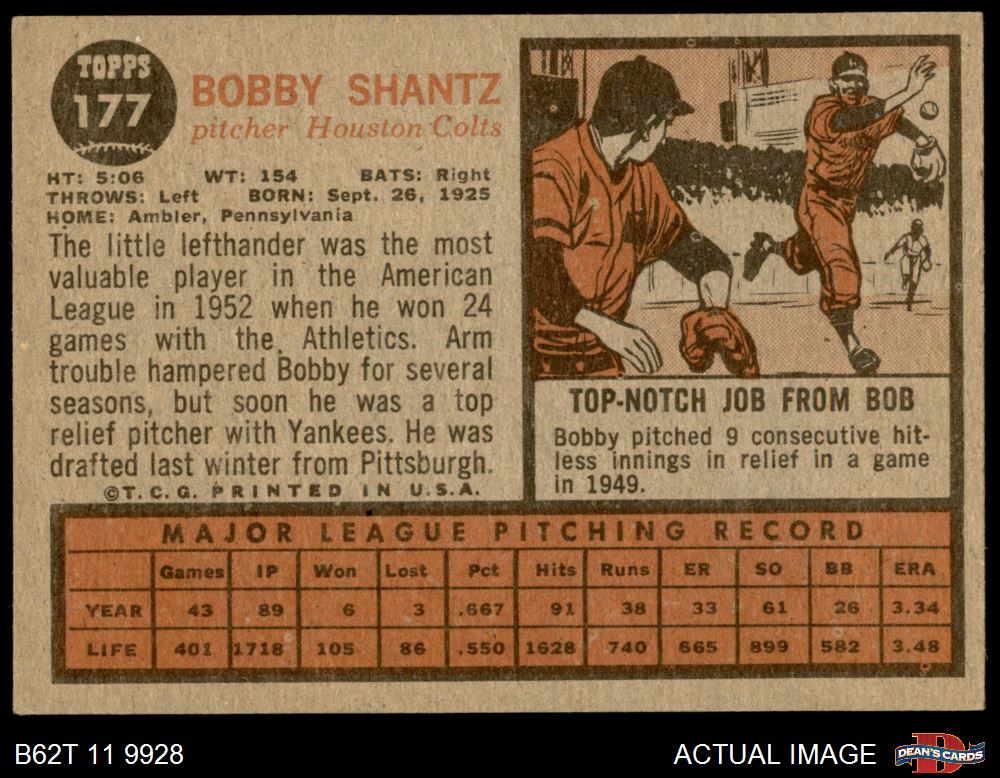 TOPPS
177
BOBBY SHANTZ
pitcher Houston Colts
HT: 5:06 WT: 154 BATS: Right
THROWS: Left BORN: Sept. 26, 1925
HOME: Ambler, Pennsylvania
The little lefthander was the most
valuable player in the American
League in 1952 when he won 24
games with the Athletics. Arm
trouble hampered Bobby for several
seasons, but soon he was a top
relief pitcher with Yankees. He was
drafted last winter from Pittsburgh.
©T.C.G. PRINTED IN U.S.A.
TOP-NOTCH JOB FROM BOB
Bobby pitched 9 consecutive hit-
less innings in relief in a game
in 1949.
MAJOR LEAGUE PITCHING RECORD
Games IP Won Lost Pct Hits Runs ER SO BB ERA
YEAR 43 89 6 3 .667 91 38 33 61 26 3.34
LIFE 401 1718 105 86 .550 1628 740 665 899 582 3.48
B62T 11 9928
ACTUAL IMAGE
DEAN'S CARDS